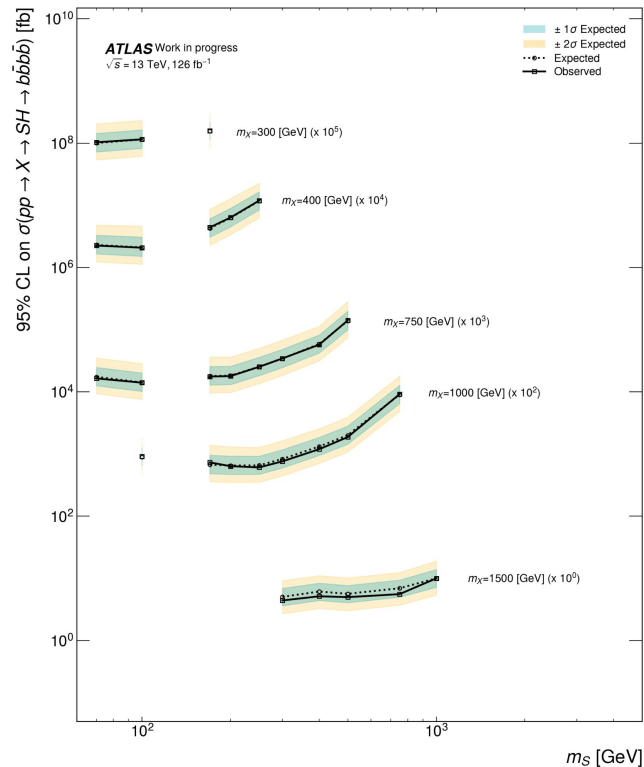 10¹⁰
± 1σ Expected
± 2σ Expected
Expected
Observed
ATLAS Work in progress
√s = 13 TeV, 126 fb⁻¹
95% CL on σ(pp → X → SH → bb̄bb̄) [fb]
m_X=300 [GeV] (x 10⁵)
10⁸
m_X=400 [GeV] (x 10⁴)
10⁶
m_X=750 [GeV] (x 10³)
10⁴
m_X=1000 [GeV] (x 10²)
10²
m_X=1500 [GeV] (x 10⁰)
10⁰
10² 10³
m_S [GeV]